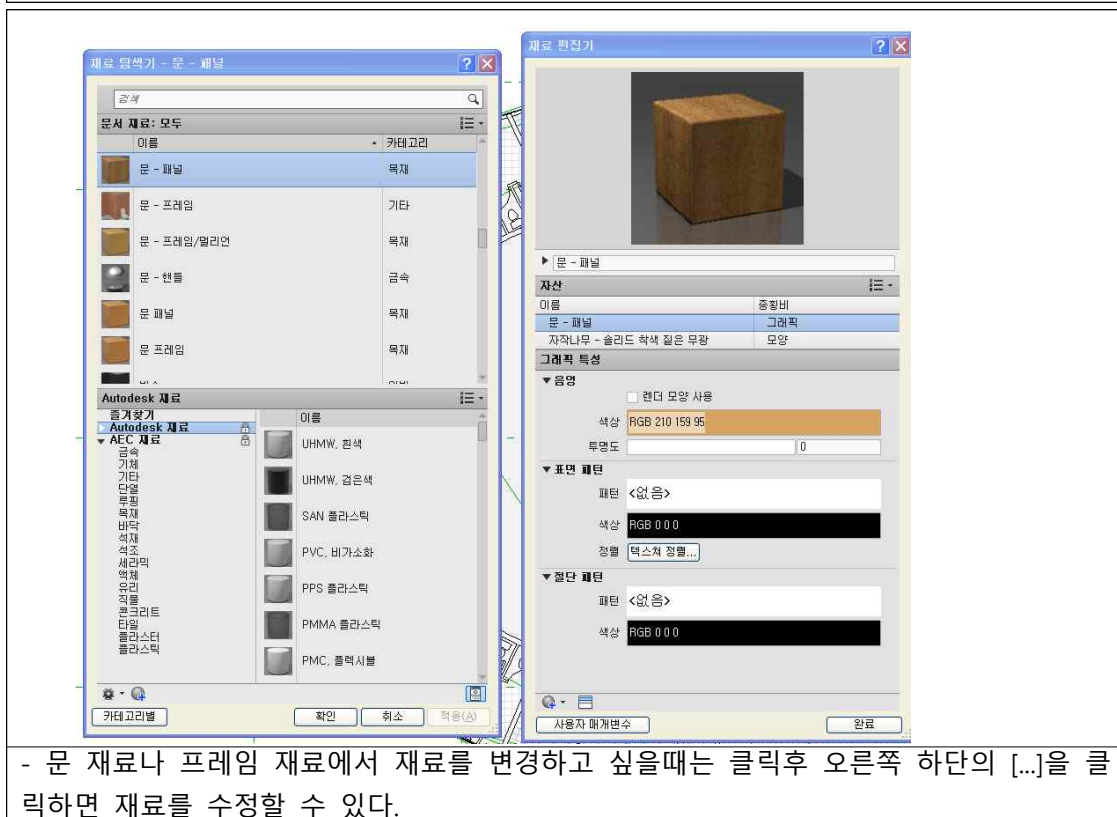 재료 탐색기 - 문 - 패널
검색
문서 재료: 모두
이름 카테고리
문 - 패널 목재
문 - 프레임 기타
문 - 프레임/멀리언 목재
문 - 핸들 금속
문 패널 목재
문 프레임 목재
Autodesk 재료
즐겨찾기
Autodesk 재료
AEC 재료
금속
기체
기타
단열
루핑
목재
바닥
석재
석조
세라믹
액체
유리
직물
콘크리트
타일
플라스터
플라스틱
이름
UHMW, 흰색
UHMW, 검은색
SAN 플라스틱
PVC, 비가소화
PPS 플라스틱
PMMA 플라스틱
PMC, 플렉시블
카테고리별 확인 취소 적용(A)
재료 편집기
문 - 패널
자산
이름 종횡비
문 - 패널 그래픽
자작나무 - 솔리드 착색 짙은 무광 모양
그래픽 특성
음영
렌더 모양 사용
색상 RGB 210 159 95
투명도 0
표면 패턴
패턴 <없음>
색상 RGB 0 0 0
정렬 텍스쳐 정렬...
절단 패턴
패턴 <없음>
색상 RGB 0 0 0
사용자 매개변수 완료
- 문 재료나 프레임 재료에서 재료를 변경하고 싶을때는 클릭후 오른쪽 하단의 [...]을 클
릭하면 재료를 수정할 수 있다.